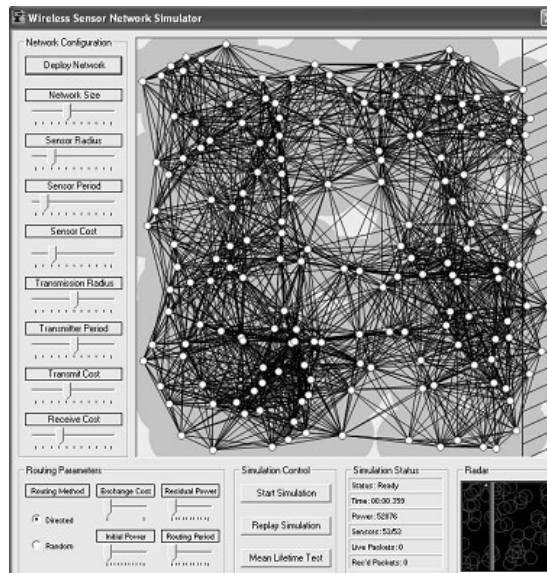 Wireless Sensor Network Simulator
Network Configuration
Deploy Network
Network Size
Sensor Radius
Sensor Period
Sensor Cost
Transmission Radius
Transmitter Period
Transmit Cost
Receive Cost
Routing Parameters
Routing Method
Exchange Cost
Residual Power
Directed
Random
Initial Power
Routing Period
Simulation Control
Start Simulation
Replay Simulation
Mean Lifetime Test
Simulation Status
Status: Ready
Time: 00:00.359
Power: 52876
Sensors: 53/53
Live Packets: 0
Rec'd Packets: 0
Radar